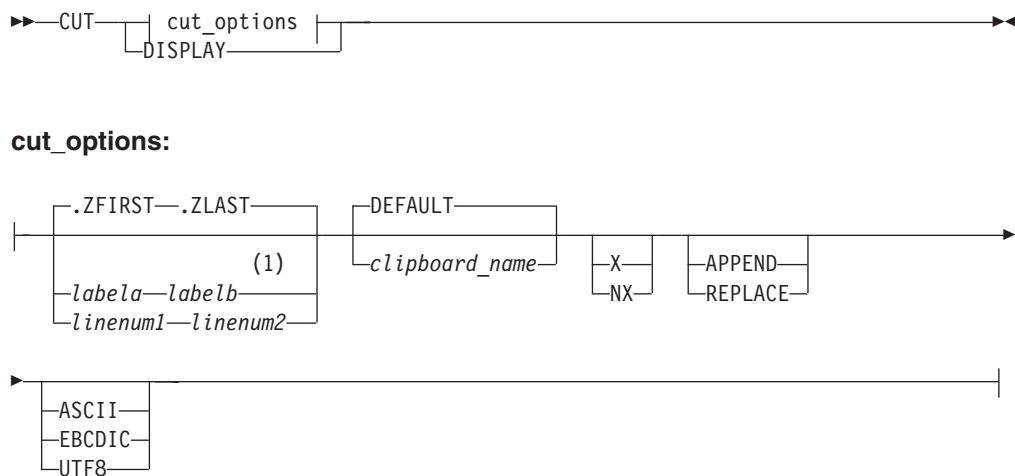 CUT cut_options
DISPLAY
cut_options:
.ZFIRST .ZLAST DEFAULT
(1) clipboard_name X APPEND
labela labelb NX REPLACE
linenum1 linenum2
ASCII
EBCDIC
UTF8